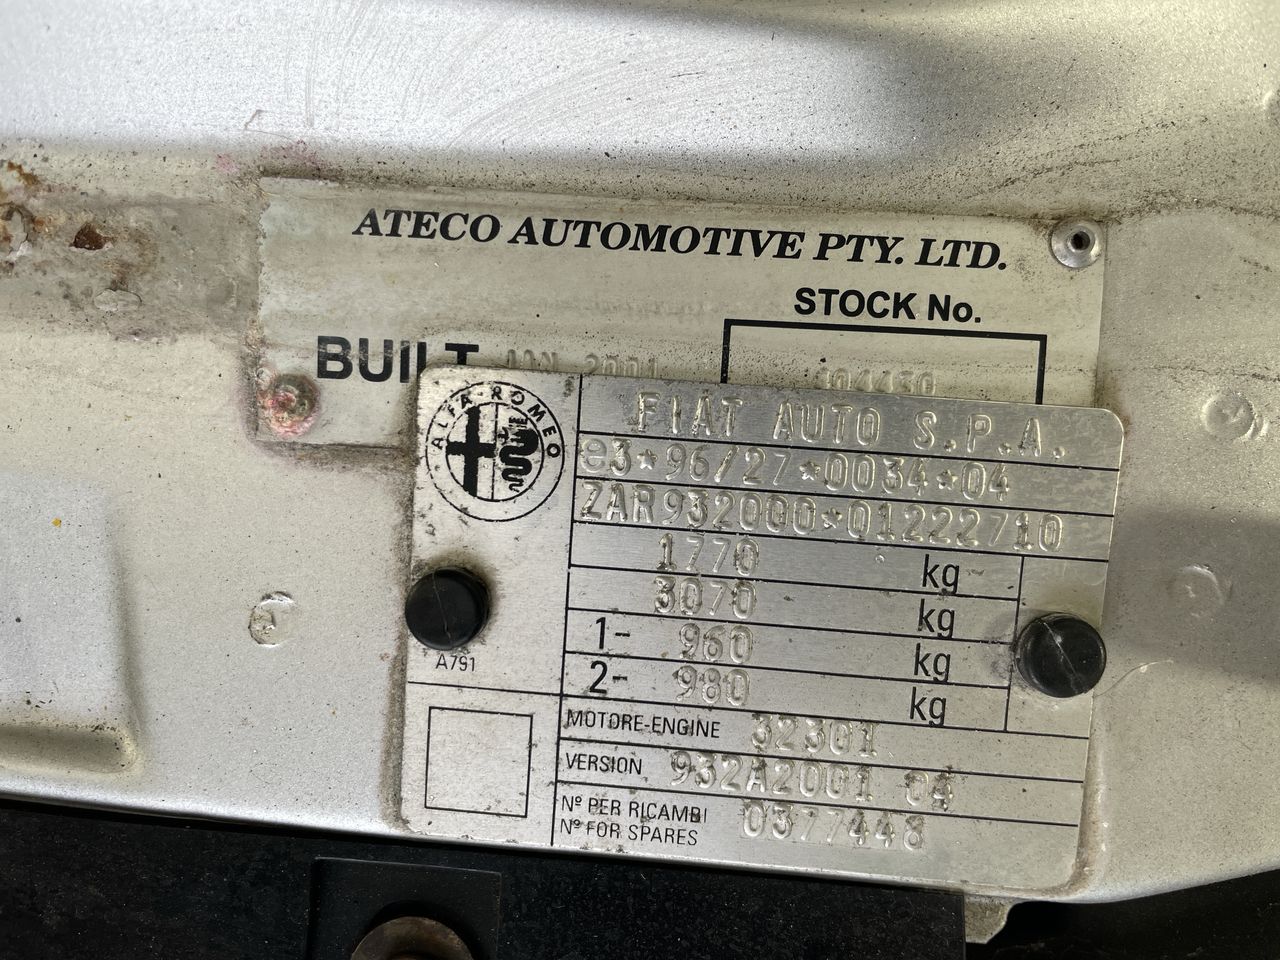 ATECO AUTOMOTIVE PTY. LTD.
STOCK No.
BUILT JAN 2001
ALFA-ROMEO
FIAT AUTO S.P.A.
e3*96/27*0034*04
ZAR932000*01222710
1770 kg
3070 kg
1- 960 kg
2- 980 kg
A791
MOTORE-ENGINE 32301
VERSION 932A2001 04
Nº PER RICAMBI
Nº FOR SPARES 0377448